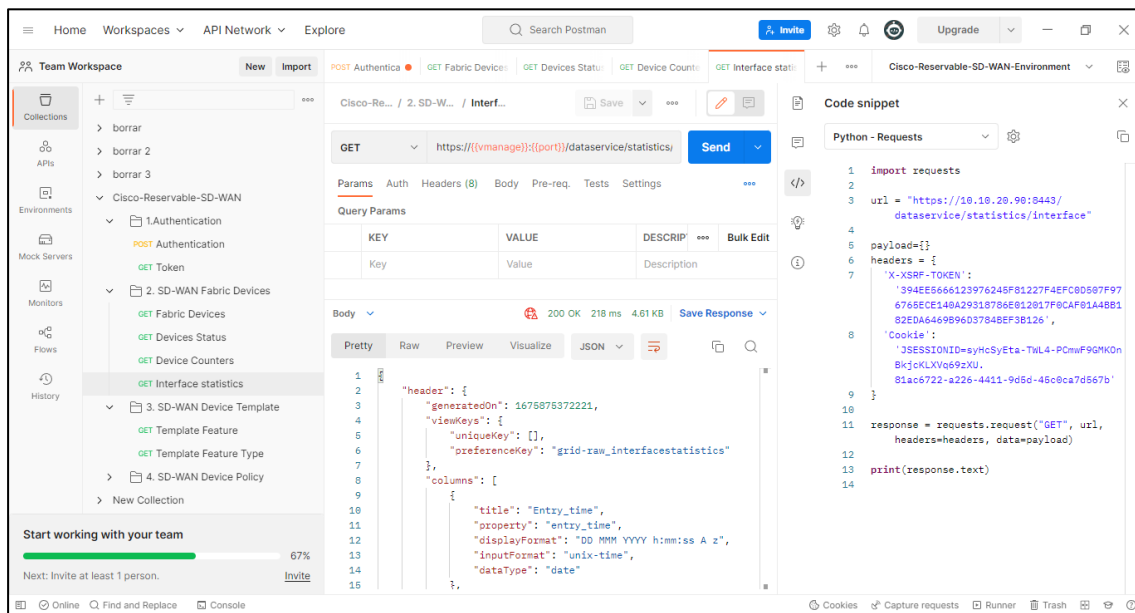 Home Workspaces API Network Explore Search Postman Invite Upgrade
Team Workspace New Import
POST Authentica GET Fabric Devices GET Devices Statu GET Device Counte GET Interface statis Cisco-Reservable-SD-WAN-Environment
Collections
APIs
Environments
Mock Servers
Monitors
Flows
History
borrar
borrar 2
borrar 3
Cisco-Reservable-SD-WAN
1.Authentication
POST Authentication
GET Token
2. SD-WAN Fabric Devices
GET Fabric Devices
GET Devices Status
GET Device Counters
GET Interface statistics
3. SD-WAN Device Template
GET Template Feature
GET Template Feature Type
4. SD-WAN Device Policy
New Collection
Start working with your team
67%
Next: Invite at least 1 person. Invite
Cisco-Re... / 2. SD-W... / Interf... Save
GET https://{{vmanage}}:{{port}}/dataservice/statistics/ Send
Params Auth Headers (8) Body Pre-req. Tests Settings
Query Params
KEY VALUE DESCRIP Bulk Edit
Key Value Description
Body 200 OK 218 ms 4.61 KB Save Response
Pretty Raw Preview Visualize JSON
1 {
2 "header": {
3 "generatedOn": 1675875372221,
4 "viewKeys": {
5 "uniqueKey": [],
6 "preferenceKey": "grid-raw_interfacestatistics"
7 },
8 "columns": [
9 {
10 "title": "Entry_time",
11 "property": "entry_time",
12 "displayFormat": "DD MMM YYYY h:mm:ss A z",
13 "inputFormat": "unix-time",
14 "dataType": "date"
15 },
Code snippet
Python - Requests
1 import requests
2
3 url = "https://10.10.20.90:8443/
dataservice/statistics/interface"
4
5 payload={}
6 headers = {
7 'X-XSRF-TOKEN':
'394EE5666123976245F81227F4EFC0D507F97
6765ECE140A29318786E012017F0CAF01A4BB1
82EDA6469B96D3784BEF3B126',
8 'Cookie':
'JSESSIONID=syHcSyEta-TWL4-PCmwF9GMKOn
BkjcKLXVq69zXU.
81ac6722-a226-4411-9d5d-45c0ca7d567b'
9 }
10
11 response = requests.request("GET", url,
headers=headers, data=payload)
12
13 print(response.text)
14
Online Find and Replace Console Cookies Capture requests Runner Trash